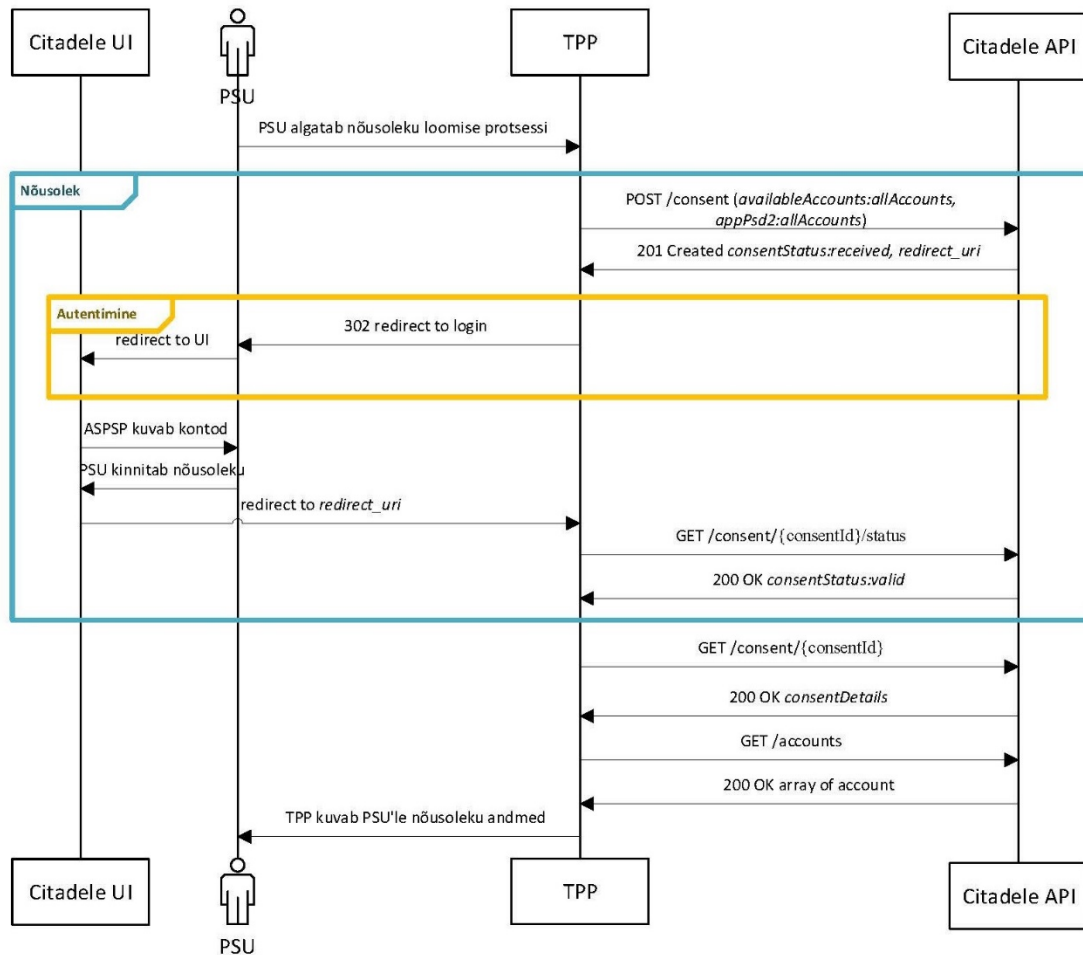 Citadele UI
PSU
TPP
Citadele API
PSU algatab nõusoleku loomise protsessi
Nõusolek
POST /consent (availableAccounts:allAccounts,
appPsd2:allAccounts)
201 Created consentStatus:received, redirect_uri
Autentimine
302 redirect to login
redirect to UI
ASPSP kuvab kontod
PSU kinnitab nõusoleku
redirect to redirect_uri
GET /consent/{consentId}/status
200 OK consentStatus:valid
GET /consent/{consentId}
200 OK consentDetails
GET /accounts
200 OK array of account
TPP kuvab PSU'le nõusoleku andmed
Citadele UI
PSU
TPP
Citadele API